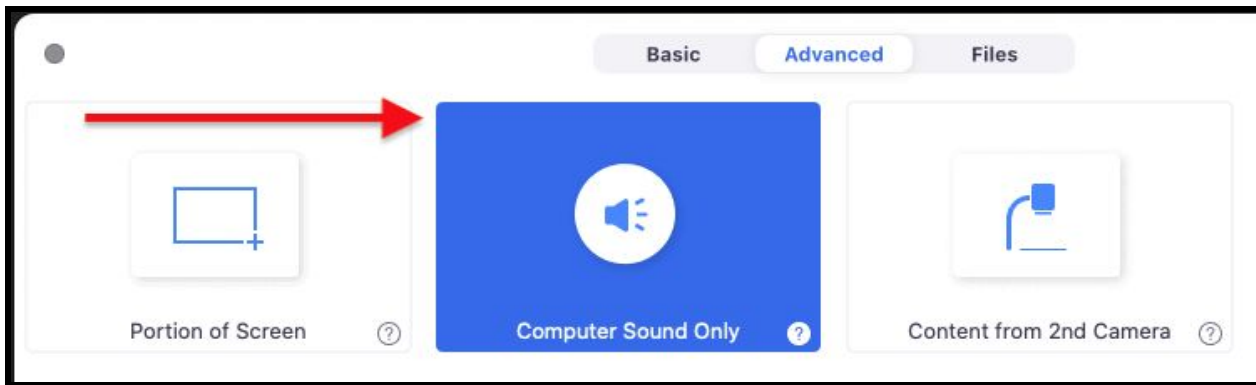 Basic Advanced Files
Portion of Screen ? Computer Sound Only ? Content from 2nd Camera ?